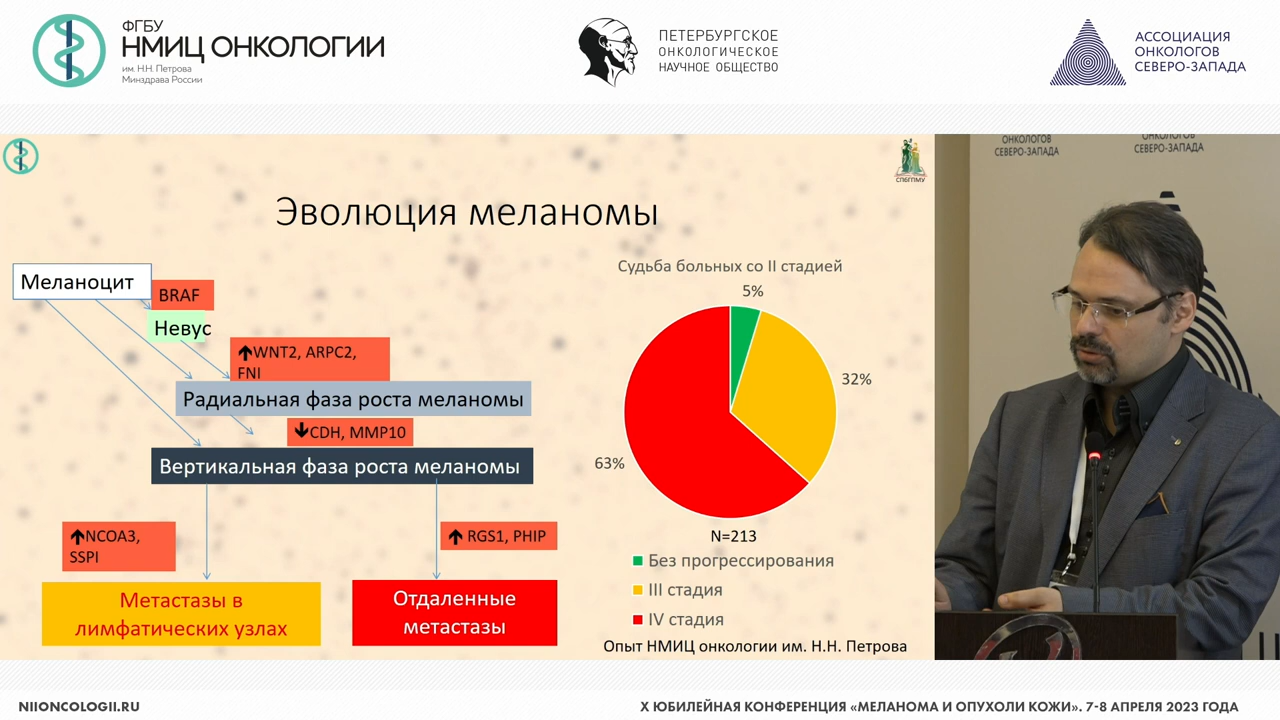 ФГБУ
НМИЦ ОНКОЛОГИИ
им. Н.Н. Петрова
Минздрава России
ПЕТЕРБУРГСКОЕ
ОНКОЛОГИЧЕСКОЕ
НАУЧНОЕ ОБЩЕСТВО
АССОЦИАЦИЯ
ОНКОЛОГОВ
СЕВЕРО-ЗАПАДА
СПбГПМУ
Эволюция меланомы
Меланоцит
BRAF
Невус
🡹WNT2, ARPC2,
FNI
Радиальная фаза роста меланомы
🡻CDH, MMP10
Вертикальная фаза роста меланомы
🡹NCOA3,
SSPI
🡹 RGS1, PHIP
Метастазы в
лимфатических узлах
Отдаленные
метастазы
Судьба больных со II стадией
5%
32%
63%
N=213
Без прогрессирования
III стадия
IV стадия
Опыт НМИЦ онкологии им. Н.Н. Петрова
ОНКОЛОГОВ
СЕВЕРО-ЗАПАДА
ОНКОЛОГОВ
СЕВЕРО-ЗАПАДА
NIIONCOLOGII.RU
X ЮБИЛЕЙНАЯ КОНФЕРЕНЦИЯ «МЕЛАНОМА И ОПУХОЛИ КОЖИ». 7-8 АПРЕЛЯ 2023 ГОДА